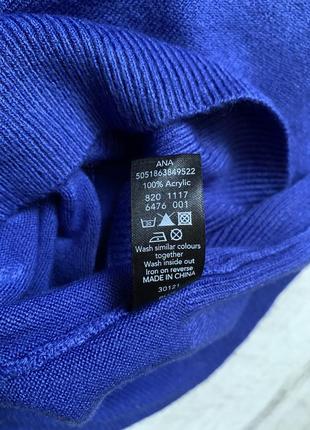 ANA
5051863849522
100% Acrylic
820 1117
6476 001
Wash similar colours
together
Wash inside out
Iron on reverse
MADE IN CHINA
30121